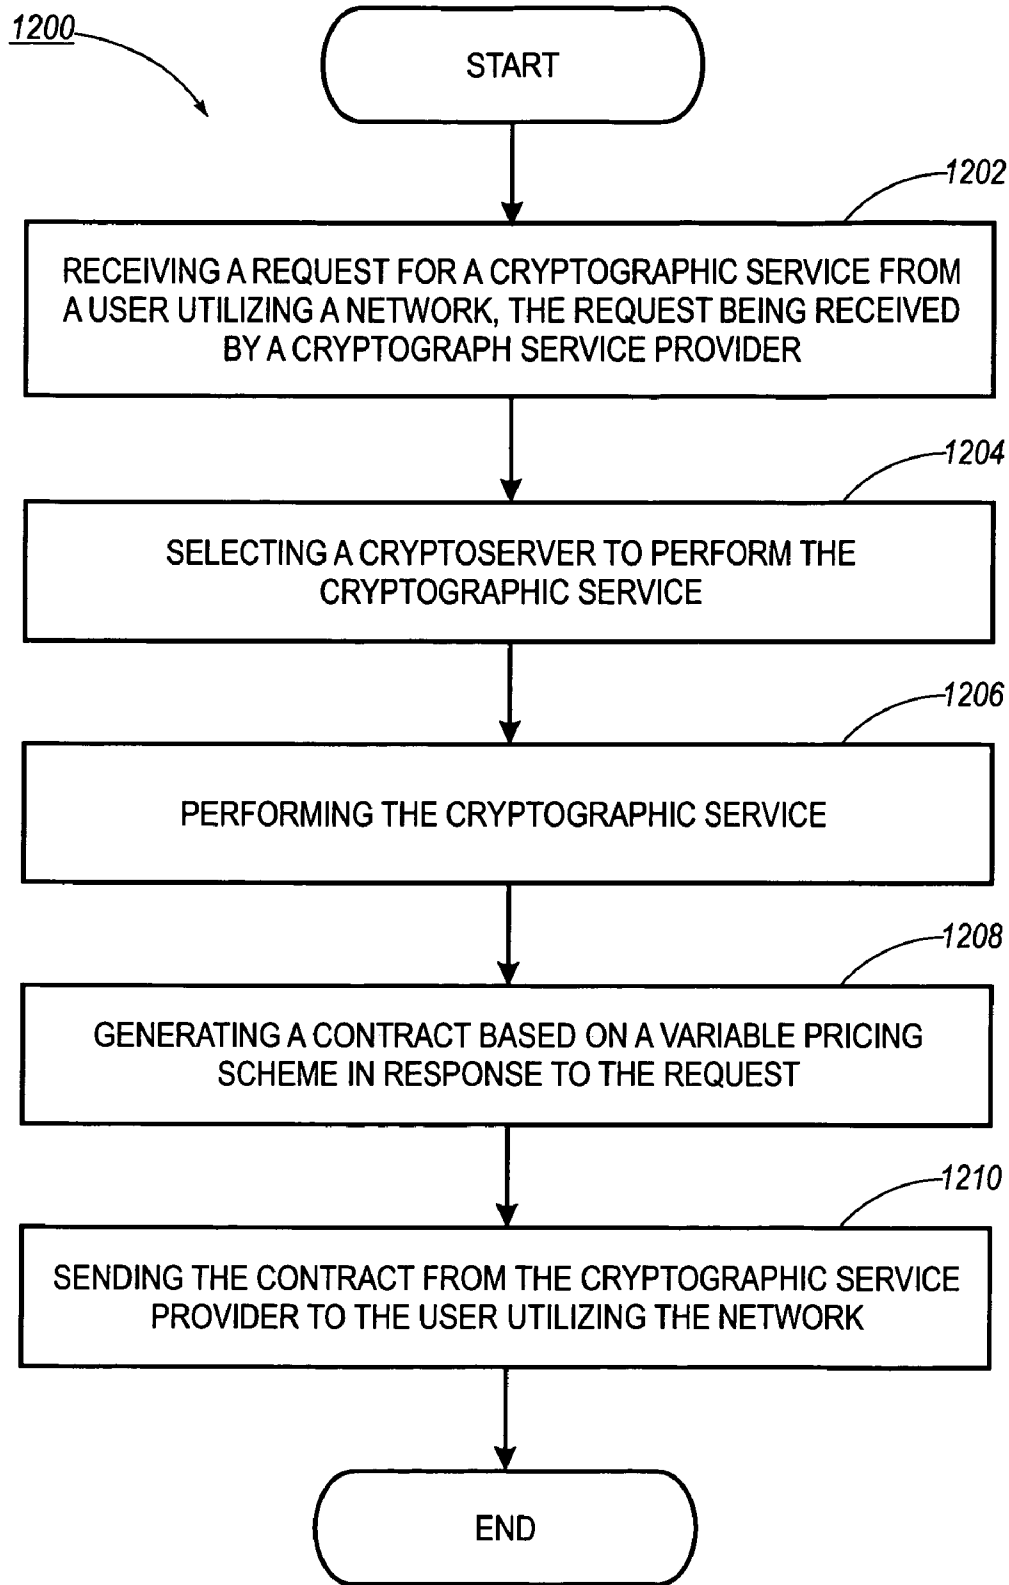 1200
START
1202
RECEIVING A REQUEST FOR A CRYPTOGRAPHIC SERVICE FROM
A USER UTILIZING A NETWORK, THE REQUEST BEING RECEIVED
BY A CRYPTOGRAPH SERVICE PROVIDER
1204
SELECTING A CRYPTOSERVER TO PERFORM THE
CRYPTOGRAPHIC SERVICE
1206
PERFORMING THE CRYPTOGRAPHIC SERVICE
1208
GENERATING A CONTRACT BASED ON A VARIABLE PRICING
SCHEME IN RESPONSE TO THE REQUEST
1210
SENDING THE CONTRACT FROM THE CRYPTOGRAPHIC SERVICE
PROVIDER TO THE USER UTILIZING THE NETWORK
END